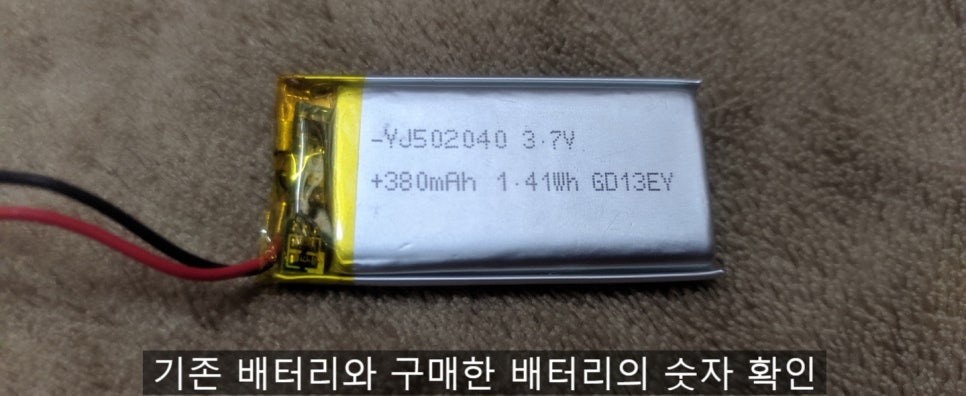 -YJ502040 3.7V
+380mAh 1.41Wh GD13EY
기존 배터리와 구매한 배터리의 숫자 확인